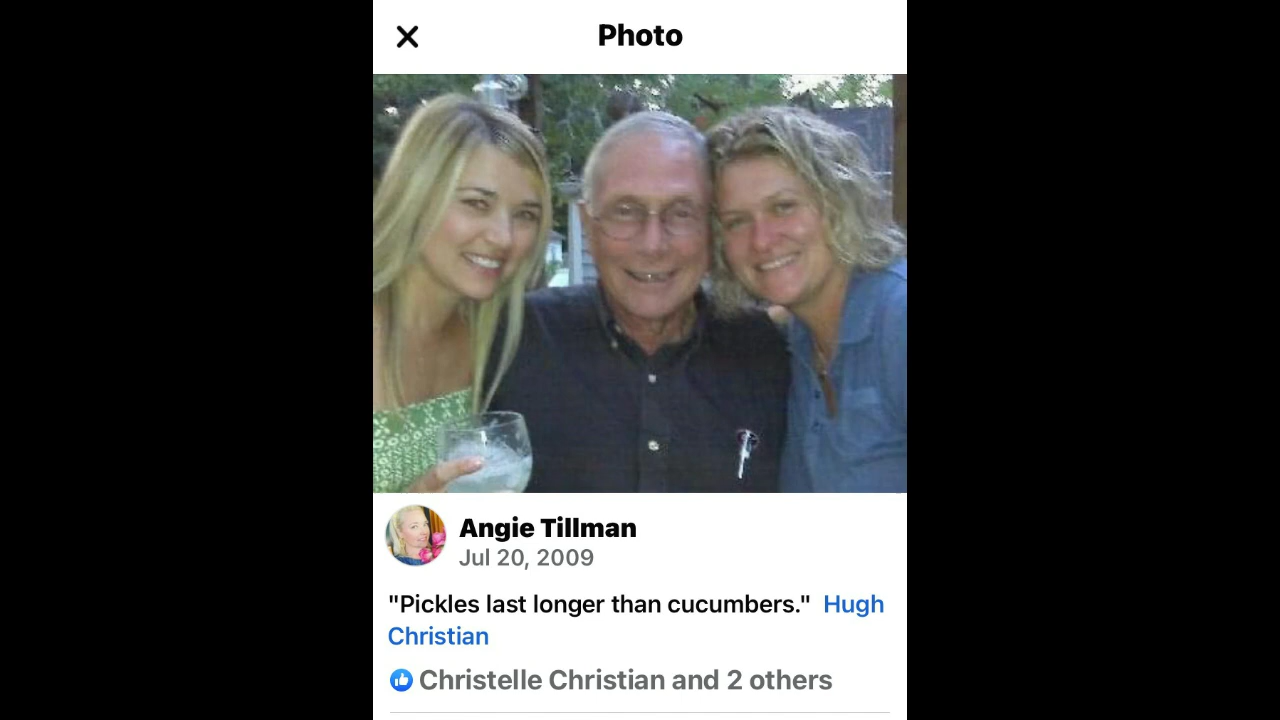 Photo
Angie Tillman
Jul 20, 2009
"Pickles last longer than cucumbers." Hugh
Christian
Christelle Christian and 2 others